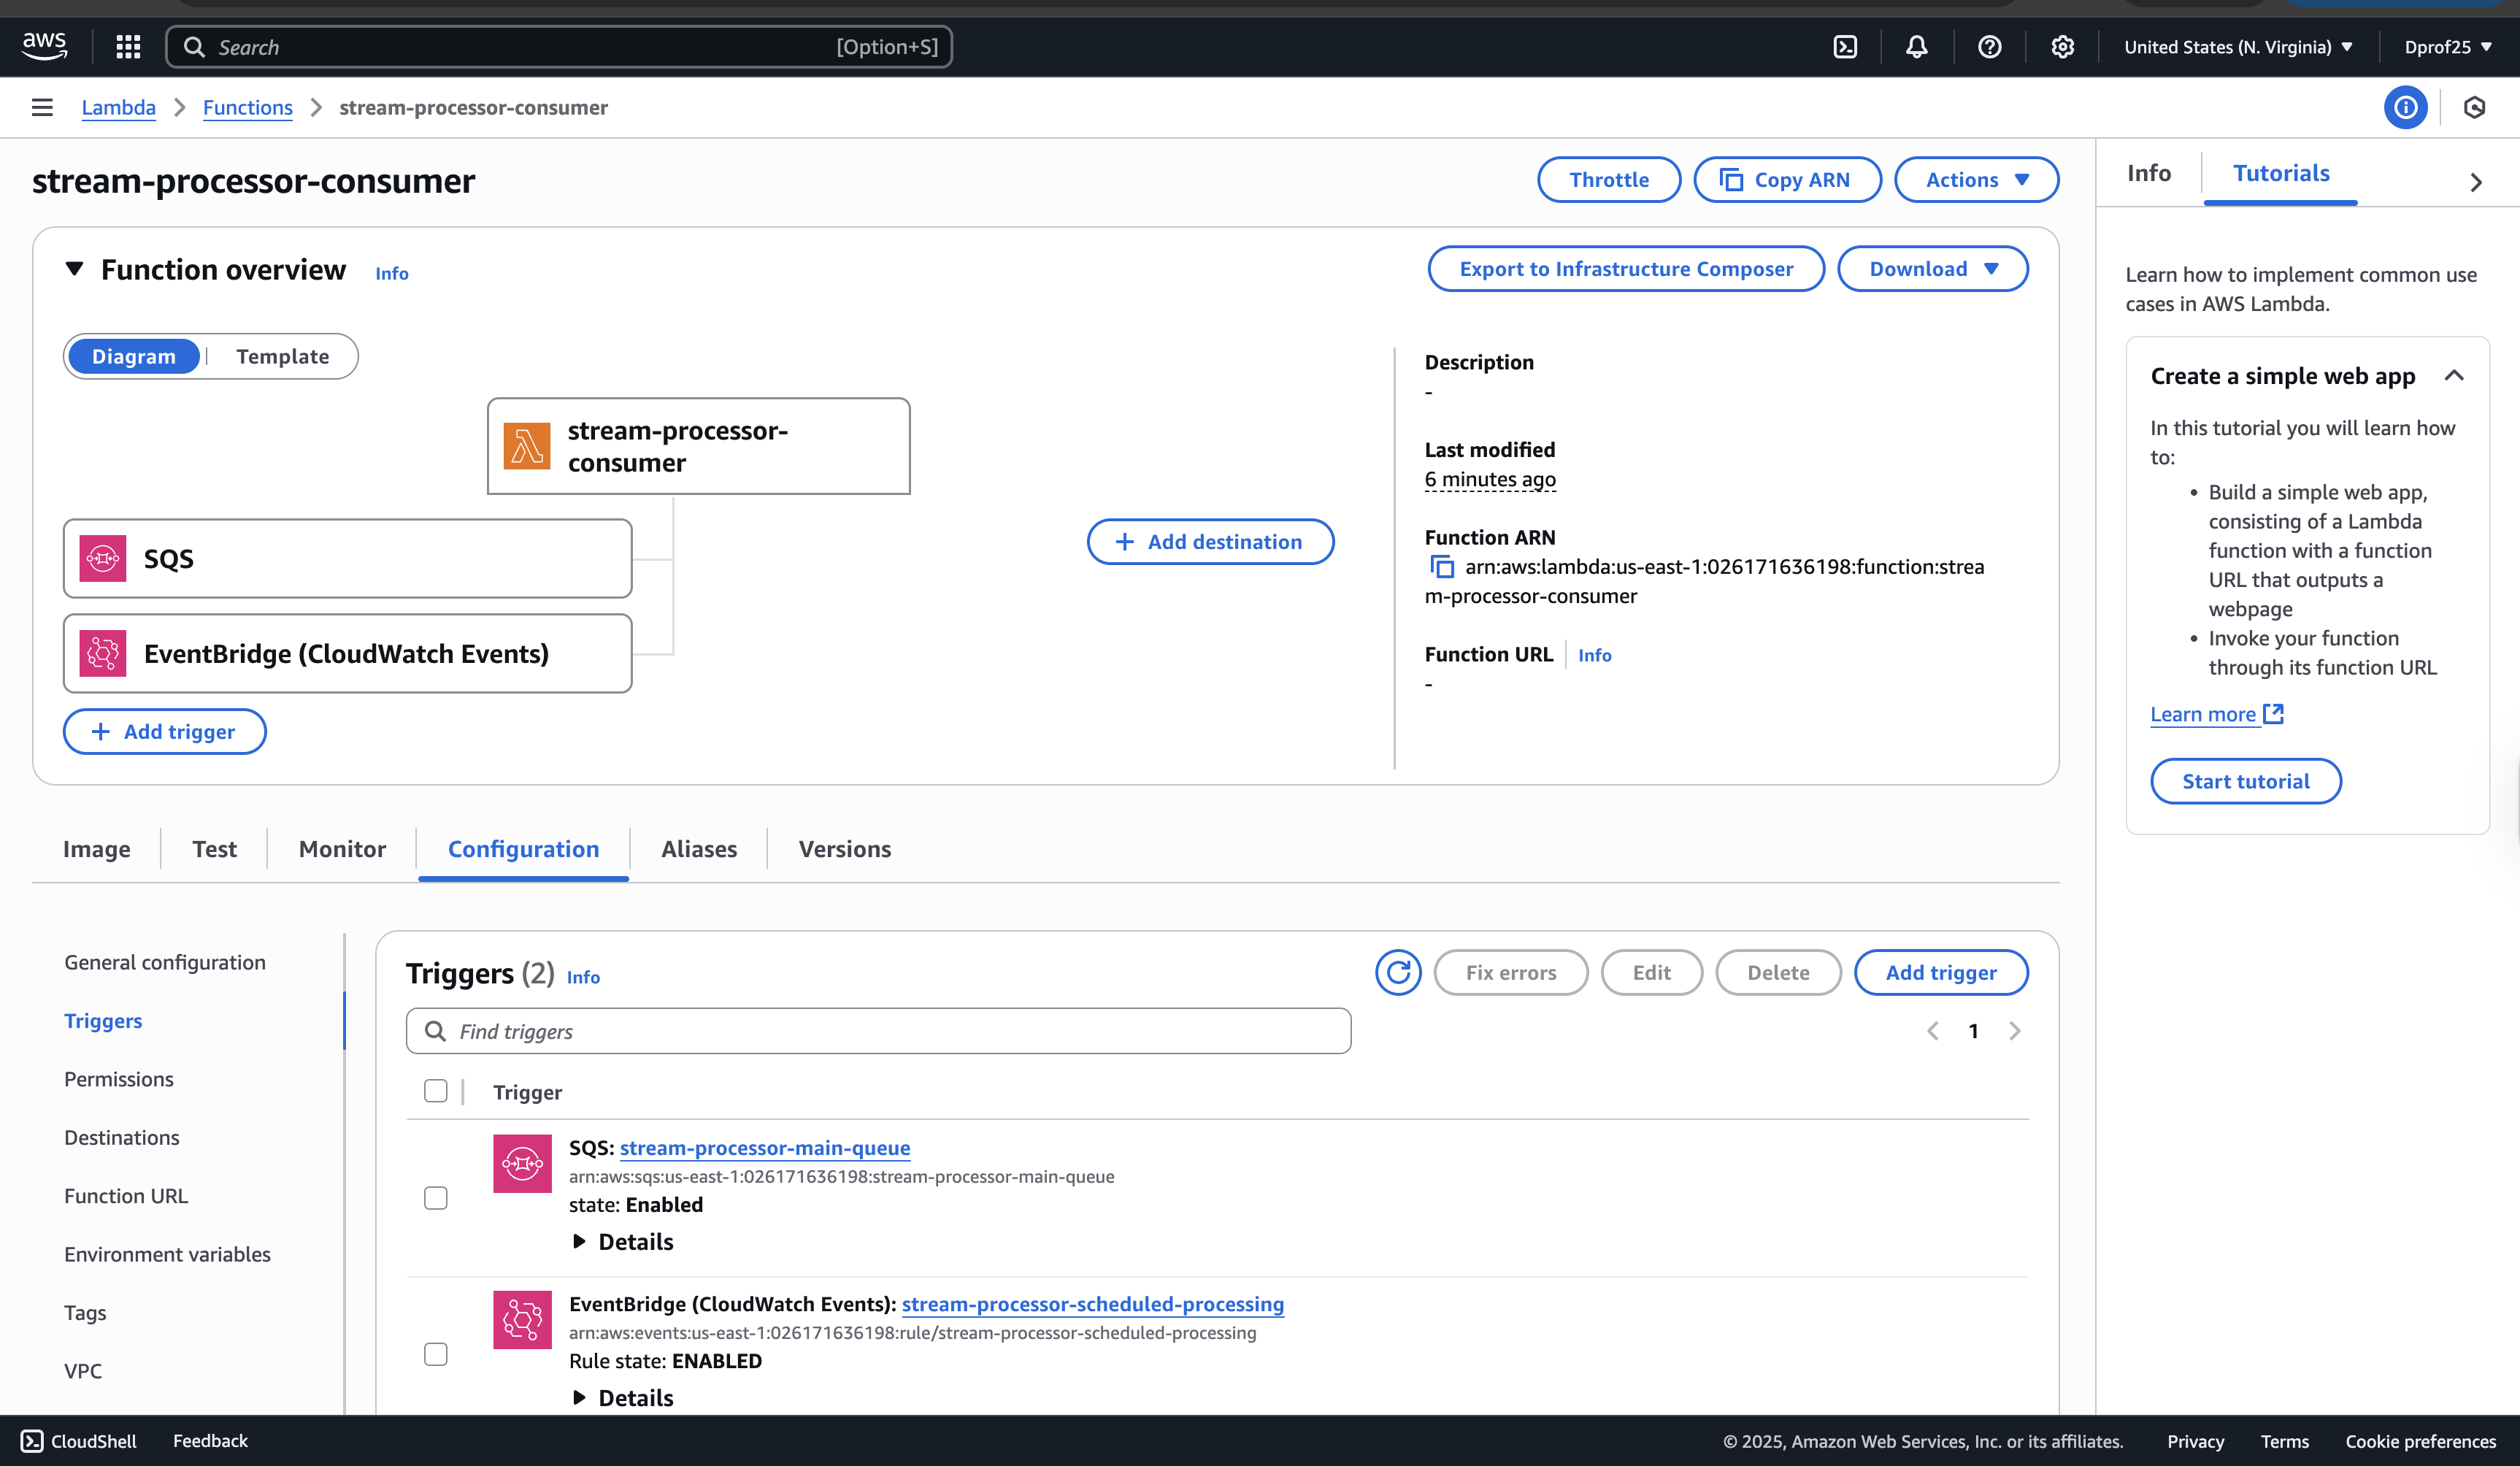 aws
Search
[Option+S]
United States (N. Virginia)
Dprof25
Lambda
Functions
stream-processor-consumer
stream-processor-consumer
Throttle
Copy ARN
Actions
Function overview
Info
Export to Infrastructure Composer
Download
Diagram
Template
stream-processor-
consumer
SQS
EventBridge (CloudWatch Events)
Add trigger
Add destination
Description
-
Last modified
6 minutes ago
Function ARN
arn:aws:lambda:us-east-1:026171636198:function:strea
m-processor-consumer
Function URL
Info
-
Image
Test
Monitor
Configuration
Aliases
Versions
General configuration
Triggers
Permissions
Destinations
Function URL
Environment variables
Tags
VPC
Triggers (2)
Info
Fix errors
Edit
Delete
Add trigger
Find triggers
1
Trigger
SQS: stream-processor-main-queue
arn:aws:sqs:us-east-1:026171636198:stream-processor-main-queue
state: Enabled
Details
EventBridge (CloudWatch Events): stream-processor-scheduled-processing
arn:aws:events:us-east-1:026171636198:rule/stream-processor-scheduled-processing
Rule state: ENABLED
Details
Info
Tutorials
Learn how to implement common use
cases in AWS Lambda.
Create a simple web app
In this tutorial you will learn how
to:
• Build a simple web app,
consisting of a Lambda
function with a function
URL that outputs a
webpage
• Invoke your function
through its function URL
Learn more
Start tutorial
CloudShell
Feedback
© 2025, Amazon Web Services, Inc. or its affiliates.
Privacy
Terms
Cookie preferences